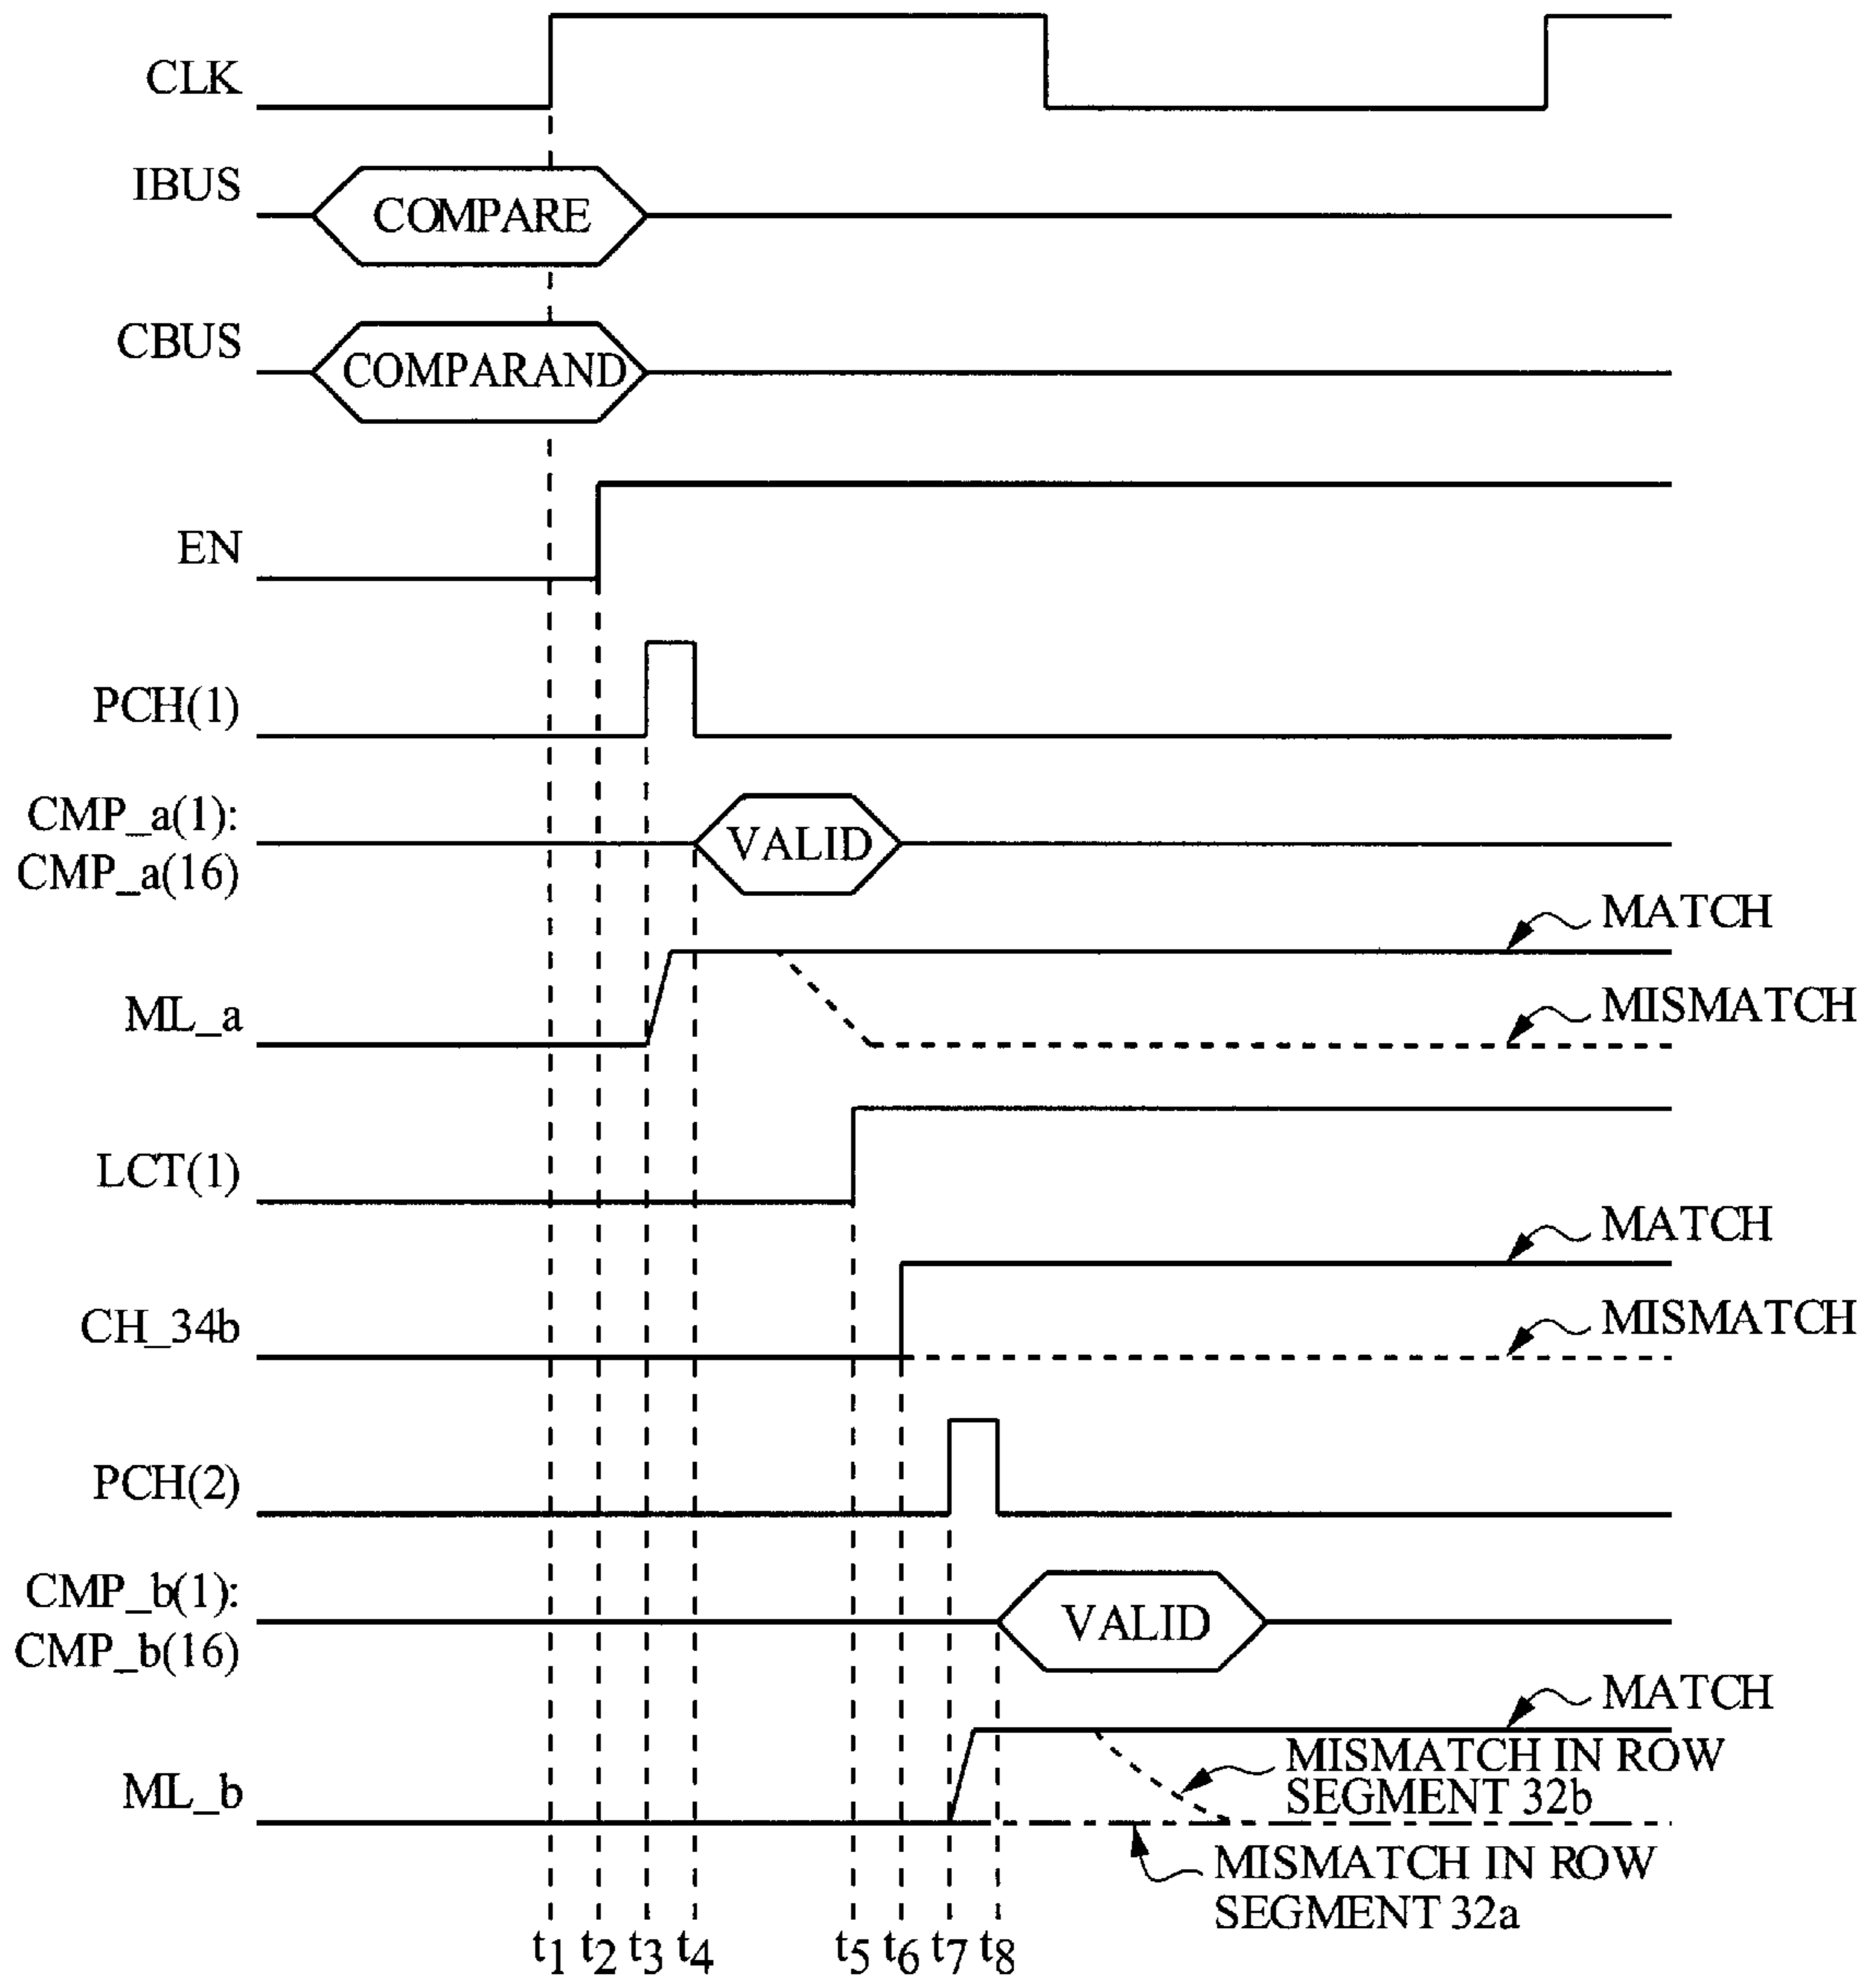 CLK
IBUS
COMPARE
CBUS
COMPARAND
EN
PCH(1)
CMP_a(1):
CMP_a(16)
VALID
MATCH
ML_a
MISMATCH
LCT(1)
MATCH
CH_34b
MISMATCH
PCH(2)
CMP_b(1):
CMP_b(16)
VALID
MATCH
ML_b
MISMATCH IN ROW
SEGMENT 32b
MISMATCH IN ROW
SEGMENT 32a
t1 t2 t3 t4 t5 t6 t7 t8